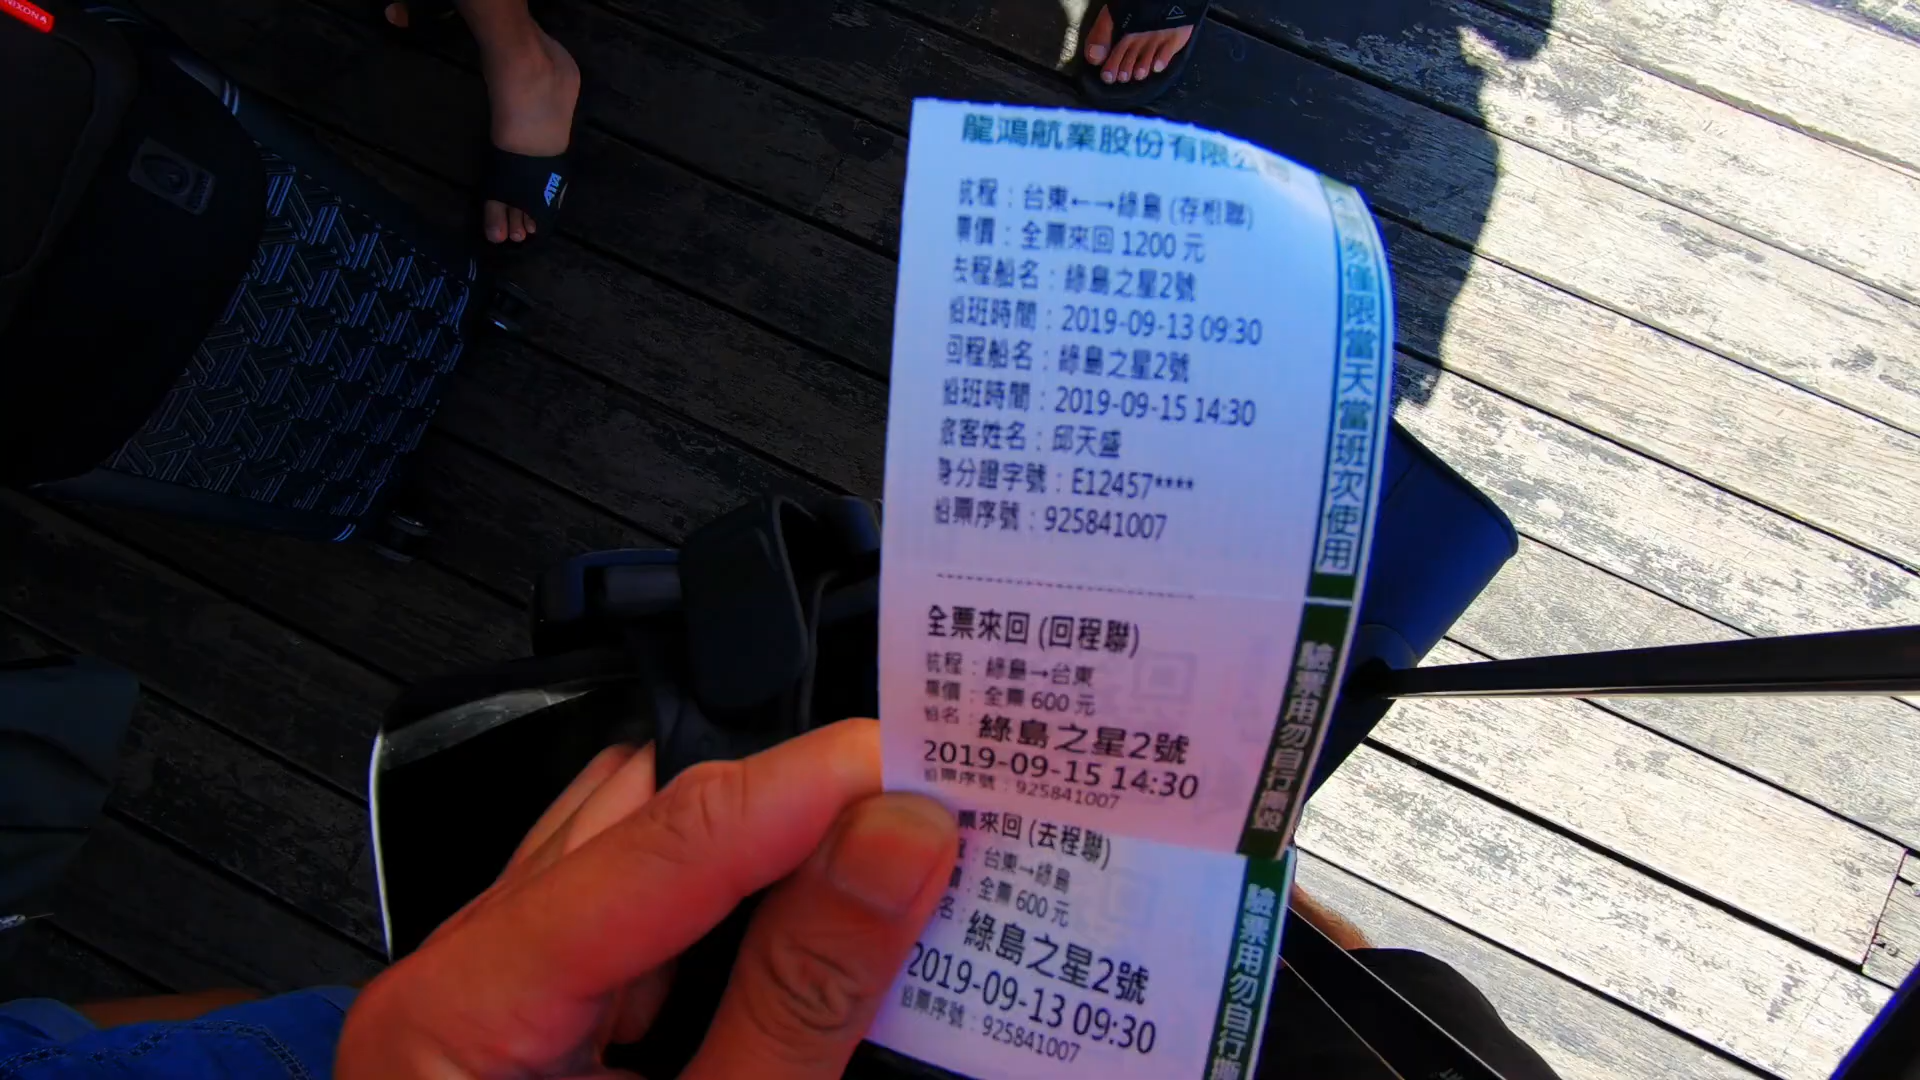 龍鴻航業股份有限公
航程：台東←→綠島 (存根聯)
票價：全票來回 1200 元
去程船名：綠島之星2號
船班時間：2019-09-13 09:30
回程船名：綠島之星2號
船班時間：2019-09-15 14:30
旅客姓名：邱天盛
身分證字號：E12457****
船票序號：925841007
券僅限當天當班次使用
全票來回 (回程聯)
航程：綠島→台東
票價：全票 600 元
船名：綠島之星2號
2019-09-15 14:30
船票序號：925841007
驗票用勿自行撕毀
票來回 (去程聯)
程：台東→綠島
價：全票 600 元
名：綠島之星2號
2019-09-13 09:30
船票序號：925841007
驗票用勿自行撕
NIXON